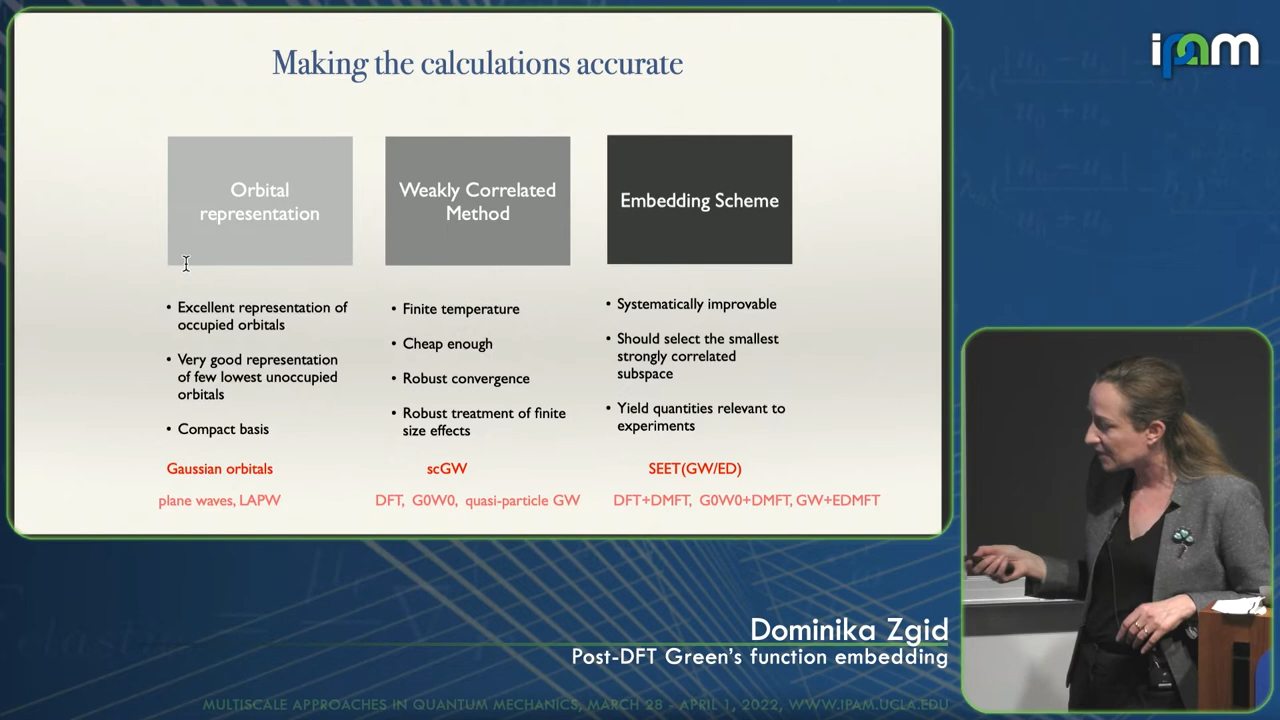 Making the calculations accurate
ipam
Orbital
representation
Weakly Correlated
Method
Embedding Scheme
• Excellent representation of
occupied orbitals
• Very good representation
of few lowest unoccupied
orbitals
• Compact basis
• Finite temperature
• Cheap enough
• Robust convergence
• Robust treatment of finite
size effects
• Systematically improvable
• Should select the smallest
strongly correlated
subspace
• Yield quantities relevant to
experiments
Gaussian orbitals
scGW
SEET(GW/ED)
plane waves, LAPW
DFT, G0W0, quasi-particle GW
DFT+DMFT, G0W0+DMFT, GW+EDMFT
Dominika Zgid
Post-DFT Green's function embedding
MULTISCALE APPROACHES IN QUANTUM MECHANICS, MARCH 28 - APRIL 1, 2022, WWW.IPAM.UCLA.EDU